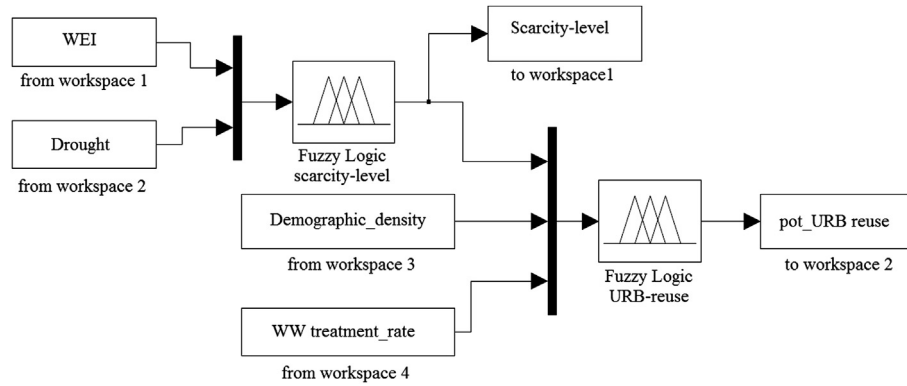 WEI
from workspace 1
Drought
from workspace 2
Fuzzy Logic
scarcity-level
Scarcity-level
to workspace1
Demographic_density
from workspace 3
WW treatment_rate
from workspace 4
Fuzzy Logic
URB-reuse
pot_URB reuse
to workspace 2